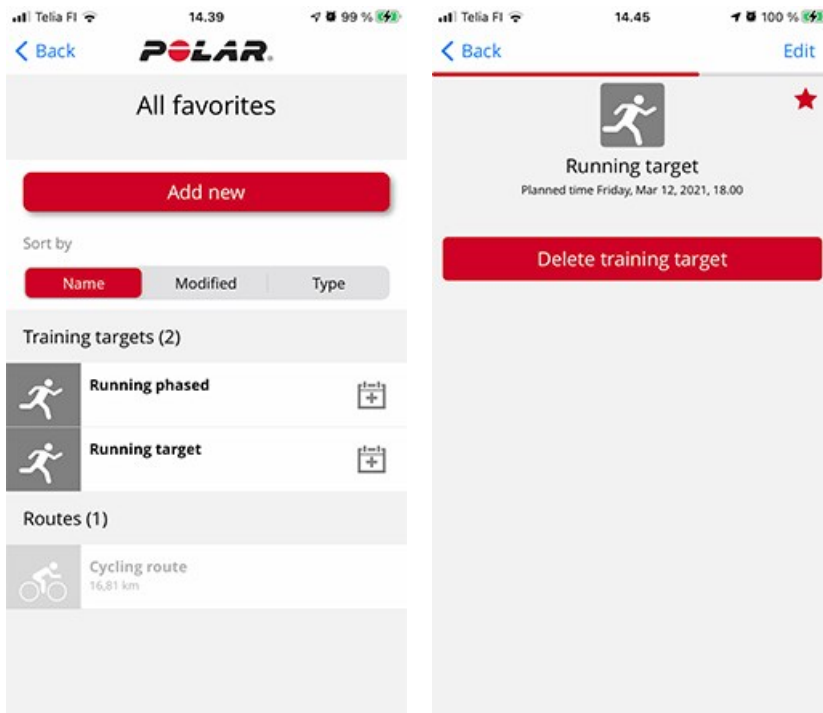 Telia FI 14.39 99 %
Back POLAR.
All favorites
Add new
Sort by
Name Modified Type
Training targets (2)
Running phased
Running target
Routes (1)
Cycling route
16,81 km
Telia FI 14.45 100 %
Back Edit
Running target
Planned time Friday, Mar 12, 2021, 18.00
Delete training target